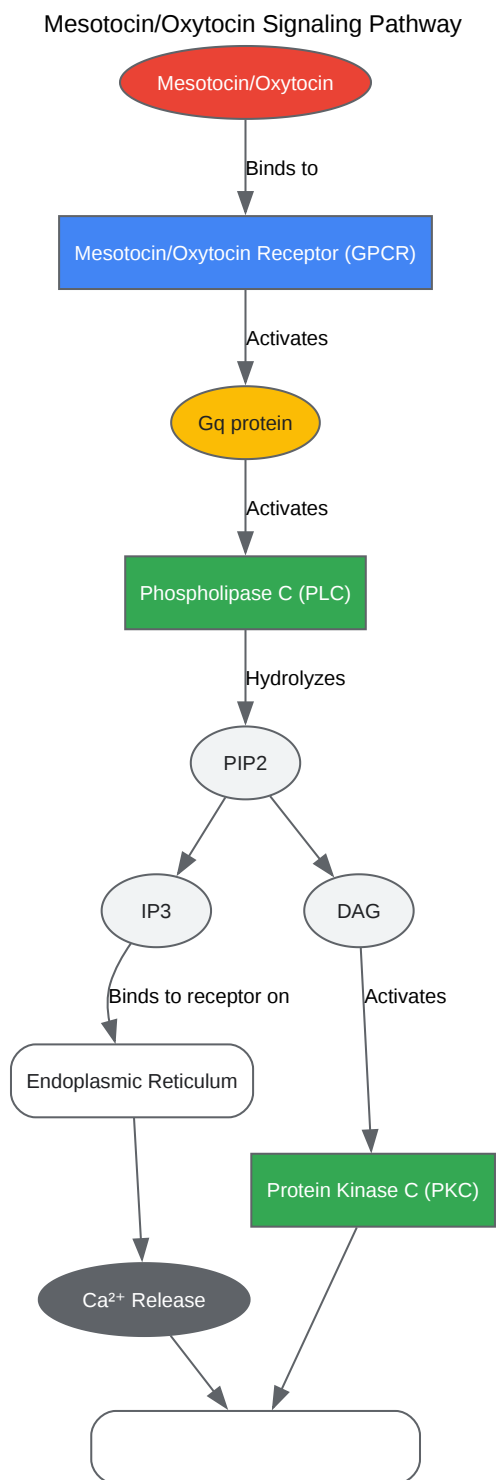 Mesotocin/Oxytocin Signaling Pathway
Mesotocin/Oxytocin
Binds to
Mesotocin/Oxytocin Receptor (GPCR)
Activates
Gq protein
Activates
Phospholipase C (PLC)
Hydrolyzes
PIP2
IP3
DAG
Binds to receptor on
Activates
Endoplasmic Reticulum
Protein Kinase C (PKC)
Ca²⁺ Release